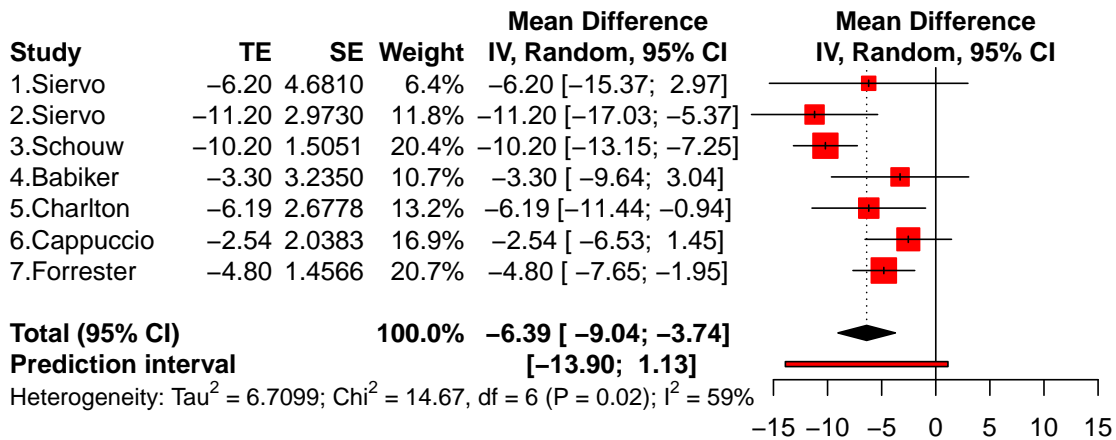 Mean Difference Mean Difference
Study TE SE Weight IV, Random, 95% CI IV, Random, 95% CI
1.Siervo −6.20 4.6810 6.4% −6.20 [−15.37; 2.97]
2.Siervo −11.20 2.9730 11.8% −11.20 [−17.03; −5.37]
3.Schouw −10.20 1.5051 20.4% −10.20 [−13.15; −7.25]
4.Babiker −3.30 3.2350 10.7% −3.30 [ −9.64; 3.04]
5.Charlton −6.19 2.6778 13.2% −6.19 [−11.44; −0.94]
6.Cappuccio −2.54 2.0383 16.9% −2.54 [ −6.53; 1.45]
7.Forrester −4.80 1.4566 20.7% −4.80 [ −7.65; −1.95]
Total (95% CI) 100.0% −6.39 [ −9.04; −3.74]
Prediction interval [−13.90; 1.13]
Heterogeneity: Tau² = 6.7099; Chi² = 14.67, df = 6 (P = 0.02); I² = 59%
−15 −10 −5 0 5 10 15